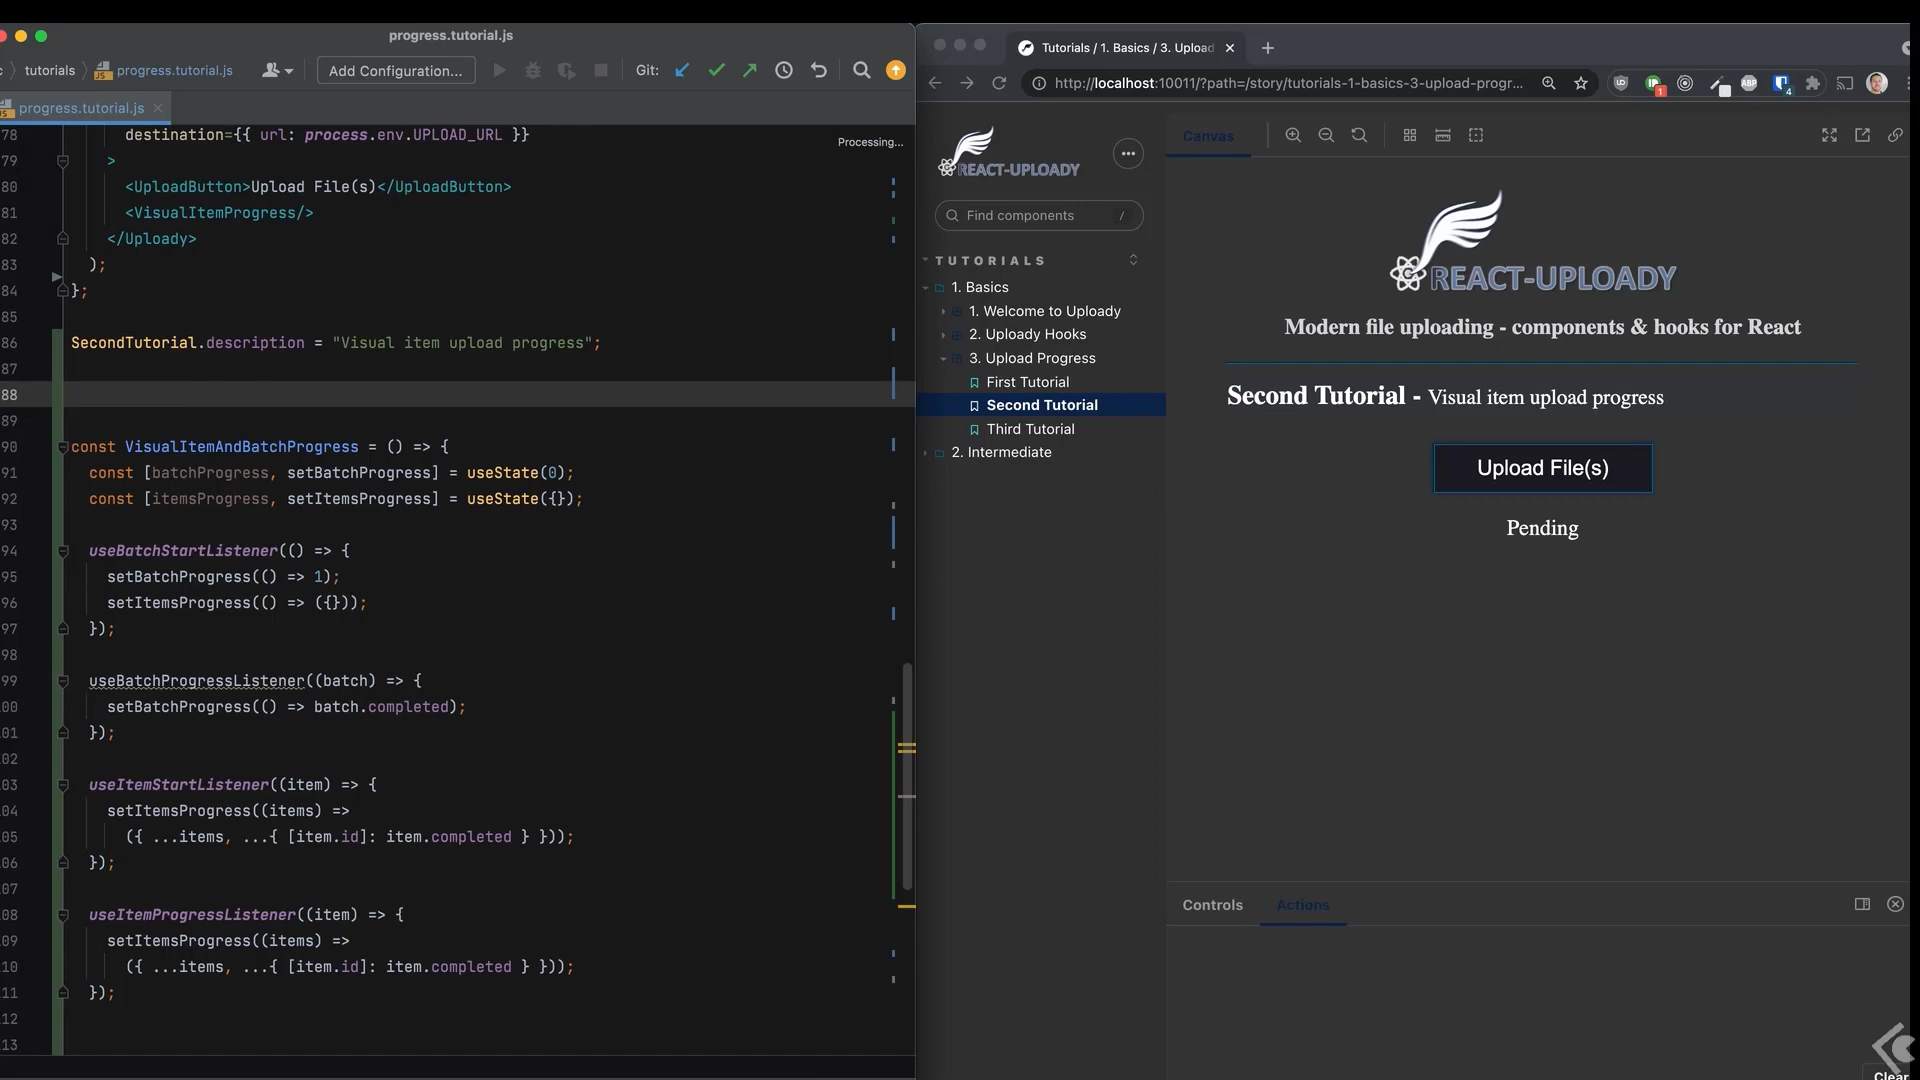 progress.tutorial.js
tutorials
progress.tutorial.js
Add Configuration...
Git:
progress.tutorial.js
Processing...
78 destination={{ url: process.env.UPLOAD_URL }}
79 >
80 <UploadButton>Upload File(s)</UploadButton>
81 <VisualItemProgress/>
82 </Uploady>
83 );
84 };
85
86 SecondTutorial.description = "Visual item upload progress";
87
88
89
90 const VisualItemAndBatchProgress = () => {
91 const [batchProgress, setBatchProgress] = useState(0);
92 const [itemsProgress, setItemsProgress] = useState({});
93
94 useBatchStartListener(() => {
95 setBatchProgress(() => 1);
96 setItemsProgress(() => ({}));
97 });
98
99 useBatchProgressListener((batch) => {
00 setBatchProgress(() => batch.completed);
01 });
02
03 useItemStartListener((item) => {
04 setItemsProgress((items) =>
05 ({ ...items, ...{ [item.id]: item.completed } }));
06 });
07
08 useItemProgressListener((item) => {
09 setItemsProgress((items) =>
10 ({ ...items, ...{ [item.id]: item.completed } }));
11 });
12
13
Tutorials / 1. Basics / 3. Upload
http://localhost:10011/?path=/story/tutorials-1-basics-3-upload-progr...
1
ABP
4
REACT-UPLOADY
Find components /
TUTORIALS
1. Basics
1. Welcome to Uploady
2. Uploady Hooks
3. Upload Progress
First Tutorial
Second Tutorial
Third Tutorial
2. Intermediate
Canvas
REACT-UPLOADY
Modern file uploading - components & hooks for React
Second Tutorial - Visual item upload progress
Upload File(s)
Pending
Controls
Actions
Clear